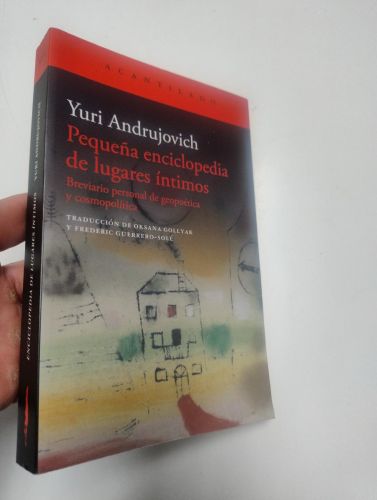 ACANTILADO
Yuri Andrujovich
Pequeña enciclopedia
de lugares íntimos
Breviario personal de geopoética
y cosmopolítica
TRADUCCIÓN DE OKSANA GOLLYAK
Y FREDERIC GUERRERO-SOLÉ
YURI ANDRUJOVICH
ENCICLOPEDIA DE LUGARES ÍNTIMOS